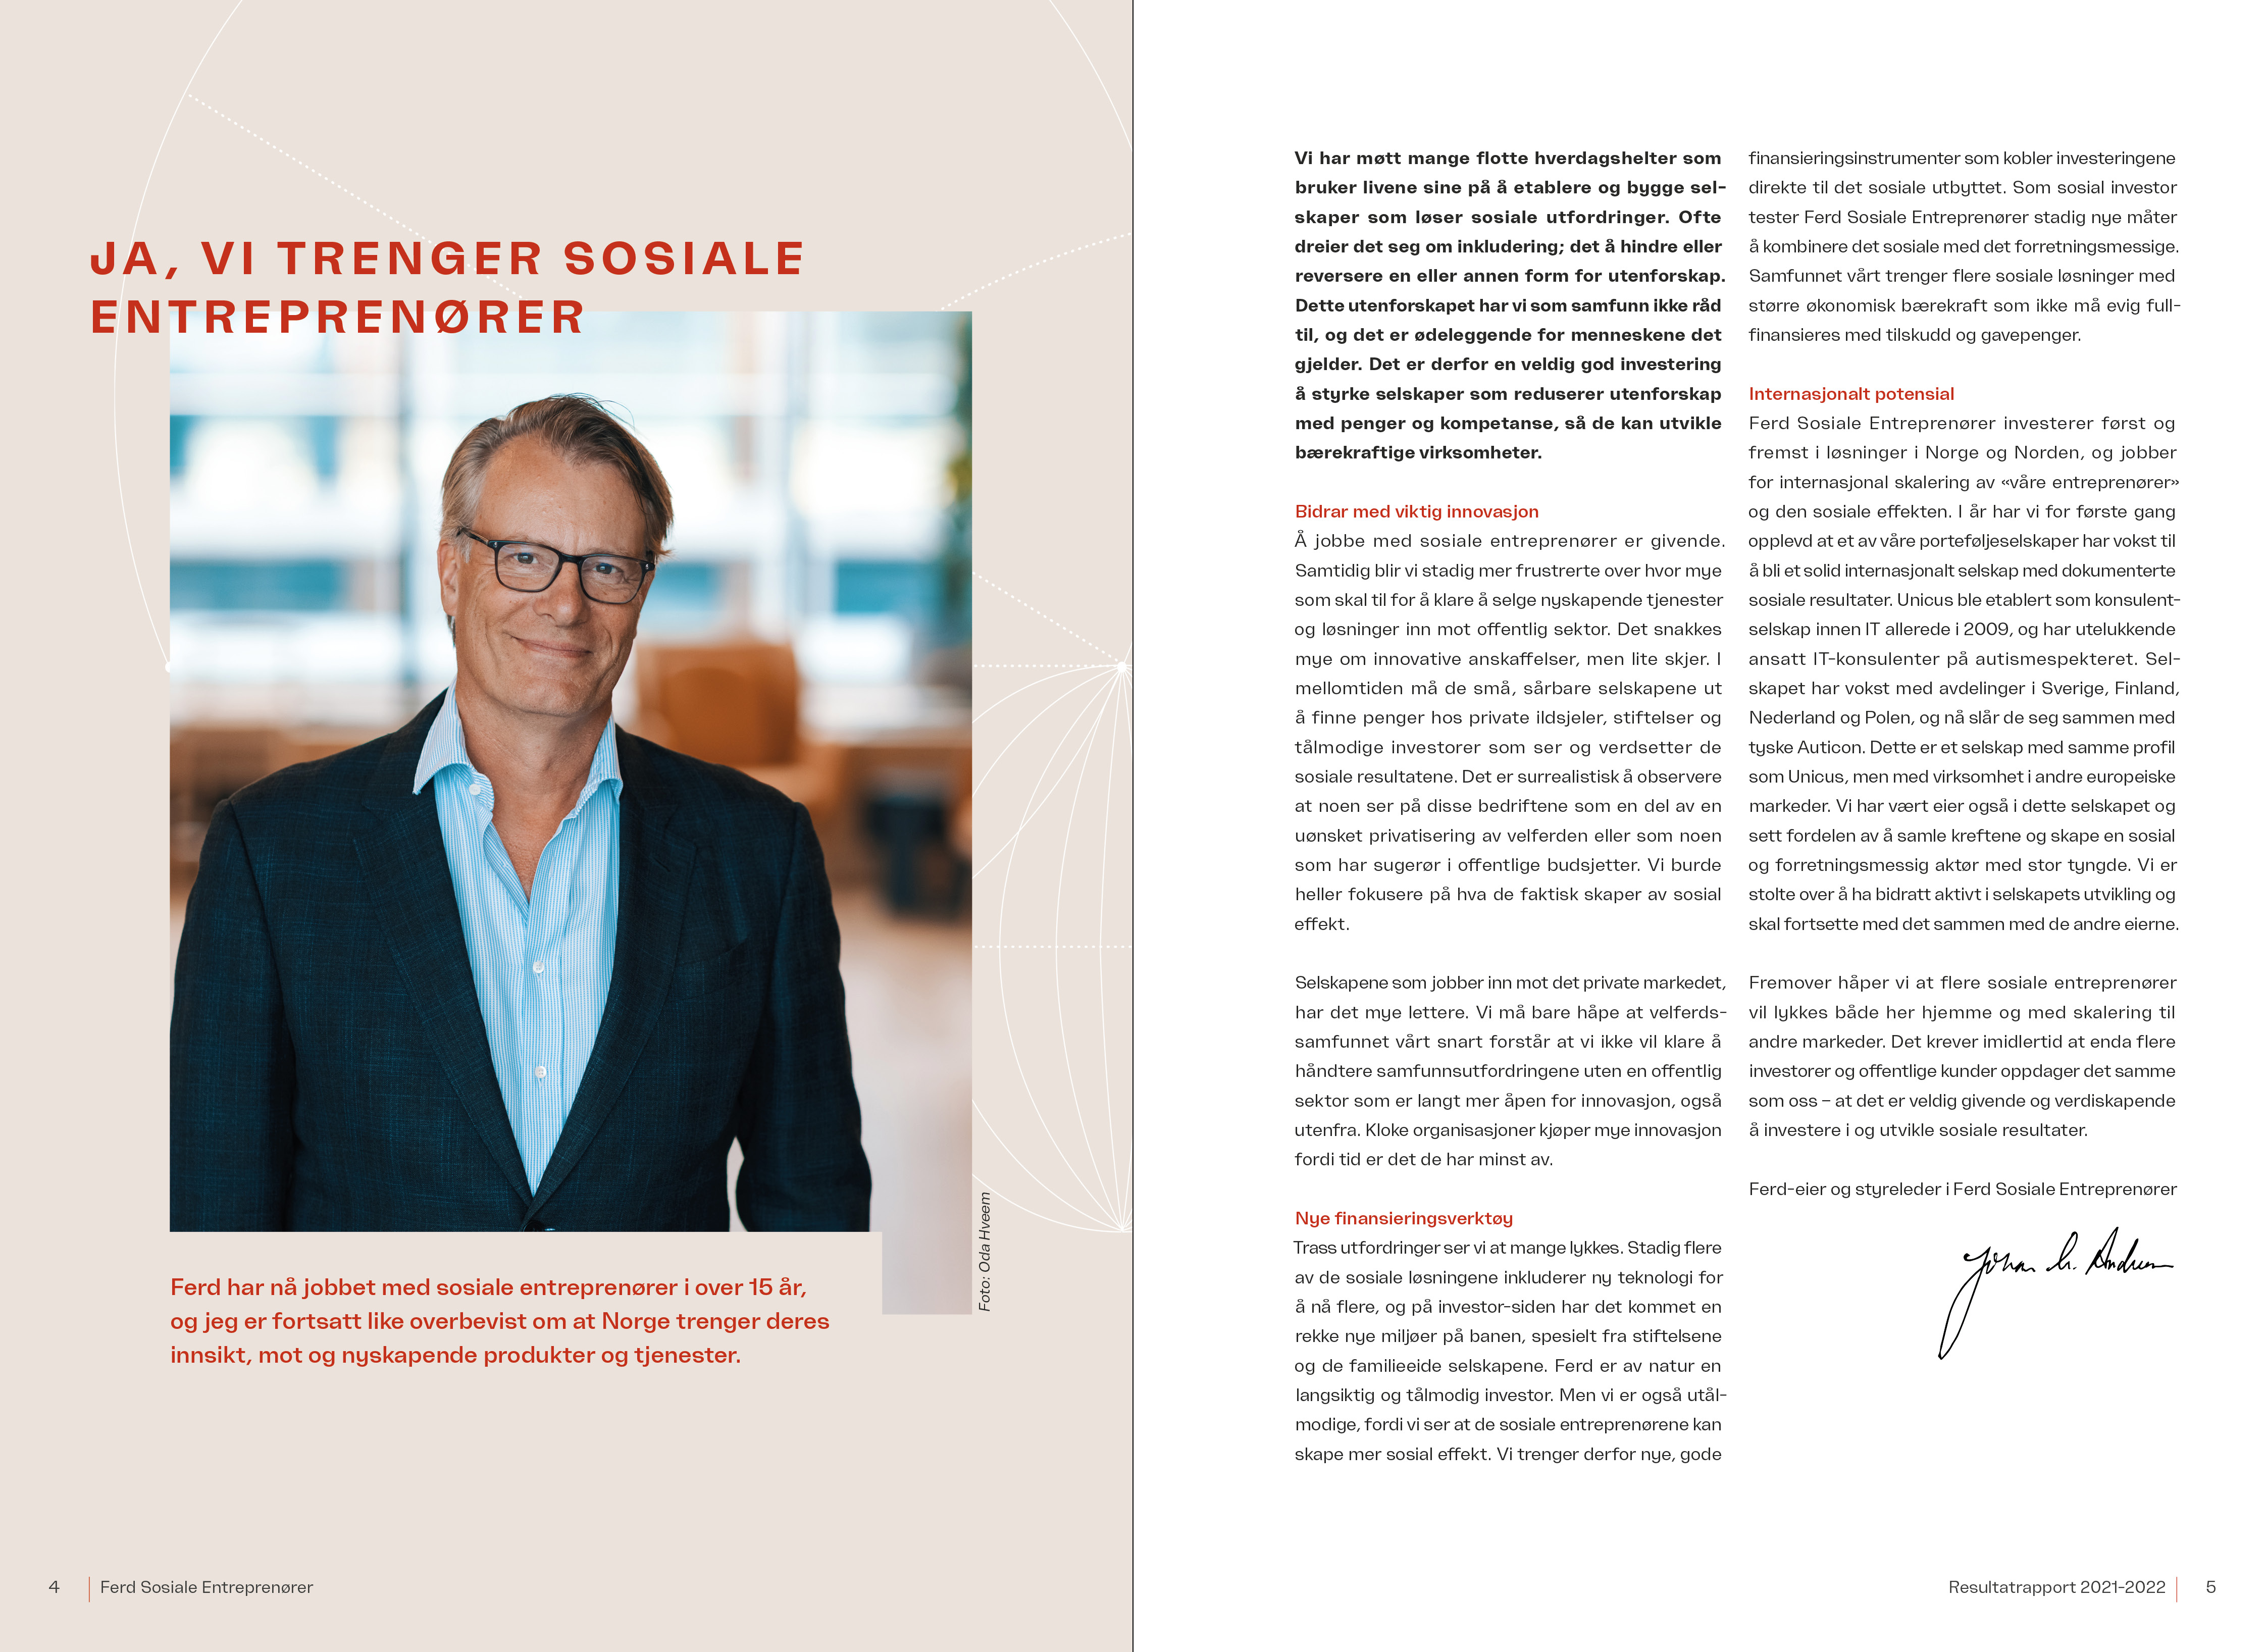 JA, VI TRENGER SOSIALE
ENTREPRENØRER
Foto: Oda Hveem
Ferd har nå jobbet med sosiale entreprenører i over 15 år,
og jeg er fortsatt like overbevist om at Norge trenger deres
innsikt, mot og nyskapende produkter og tjenester.
4
Ferd Sosiale Entreprenører
Vi har møtt mange flotte hverdagshelter som
bruker livene sine på å etablere og bygge sel-
skaper som løser sosiale utfordringer. Ofte
dreier det seg om inkludering; det å hindre eller
reversere en eller annen form for utenforskap.
Dette utenforskapet har vi som samfunn ikke råd
til, og det er ødeleggende for menneskene det
gjelder. Det er derfor en veldig god investering
å styrke selskaper som reduserer utenforskap
med penger og kompetanse, så de kan utvikle
bærekraftige virksomheter.
Bidrar med viktig innovasjon
Å jobbe med sosiale entreprenører er givende.
Samtidig blir vi stadig mer frustrerte over hvor mye
som skal til for å klare å selge nyskapende tjenester
og løsninger inn mot offentlig sektor. Det snakkes
mye om innovative anskaffelser, men lite skjer. I
mellomtiden må de små, sårbare selskapene ut
å finne penger hos private ildsjeler, stiftelser og
tålmodige investorer som ser og verdsetter de
sosiale resultatene. Det er surrealistisk å observere
at noen ser på disse bedriftene som en del av en
uønsket privatisering av velferden eller som noen
som har sugerør i offentlige budsjetter. Vi burde
heller fokusere på hva de faktisk skaper av sosial
effekt.
Selskapene som jobber inn mot det private markedet,
har det mye lettere. Vi må bare håpe at velferds-
samfunnet vårt snart forstår at vi ikke vil klare å
håndtere samfunnsutfordringene uten en offentlig
sektor som er langt mer åpen for innovasjon, også
utenfra. Kloke organisasjoner kjøper mye innovasjon
fordi tid er det de har minst av.
Nye finansieringsverktøy
Trass utfordringer ser vi at mange lykkes. Stadig flere
av de sosiale løsningene inkluderer ny teknologi for
å nå flere, og på investor-siden har det kommet en
rekke nye miljøer på banen, spesielt fra stiftelsene
og de familieeide selskapene. Ferd er av natur en
langsiktig og tålmodig investor. Men vi er også utål-
modige, fordi vi ser at de sosiale entreprenørene kan
skape mer sosial effekt. Vi trenger derfor nye, gode
finansieringsinstrumenter som kobler investeringene
direkte til det sosiale utbyttet. Som sosial investor
tester Ferd Sosiale Entreprenører stadig nye måter
å kombinere det sosiale med det forretningsmessige.
Samfunnet vårt trenger flere sosiale løsninger med
større økonomisk bærekraft som ikke må evig full-
finansieres med tilskudd og gavepenger.
Internasjonalt potensial
Ferd Sosiale Entreprenører investerer først og
fremst i løsninger i Norge og Norden, og jobber
for internasjonal skalering av «våre entreprenører»
og den sosiale effekten. I år har vi for første gang
opplevd at et av våre porteføljeselskaper har vokst til
å bli et solid internasjonalt selskap med dokumenterte
sosiale resultater. Unicus ble etablert som konsulent-
selskap innen IT allerede i 2009, og har utelukkende
ansatt IT-konsulenter på autismespekteret. Sel-
skapet har vokst med avdelinger i Sverige, Finland,
Nederland og Polen, og nå slår de seg sammen med
tyske Auticon. Dette er et selskap med samme profil
som Unicus, men med virksomhet i andre europeiske
markeder. Vi har vært eier også i dette selskapet og
sett fordelen av å samle kreftene og skape en sosial
og forretningsmessig aktør med stor tyngde. Vi er
stolte over å ha bidratt aktivt i selskapets utvikling og
skal fortsette med det sammen med de andre eierne.
Fremover håper vi at flere sosiale entreprenører
vil lykkes både her hjemme og med skalering til
andre markeder. Det krever imidlertid at enda flere
investorer og offentlige kunder oppdager det samme
som oss – at det er veldig givende og verdiskapende
å investere i og utvikle sosiale resultater.
Ferd-eier og styreleder i Ferd Sosiale Entreprenører
Resultatrapport 2021-2022
5